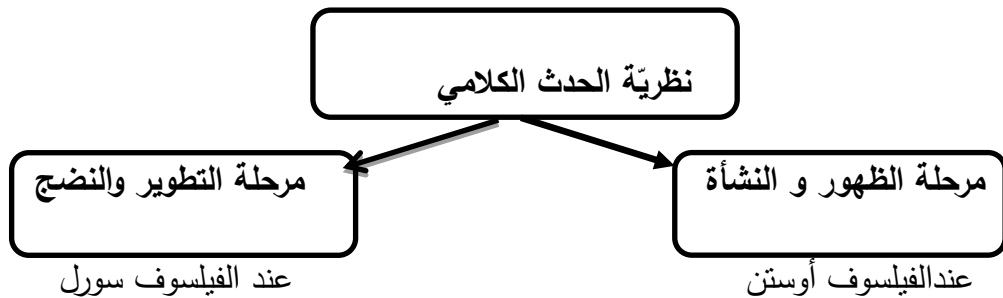 نظريّة الحدث الكلامي
مرحلة الظهور و النشأة
مرحلة التطوير والنضج
عندالفيلسوف أوستن
عند الفيلسوف سورل